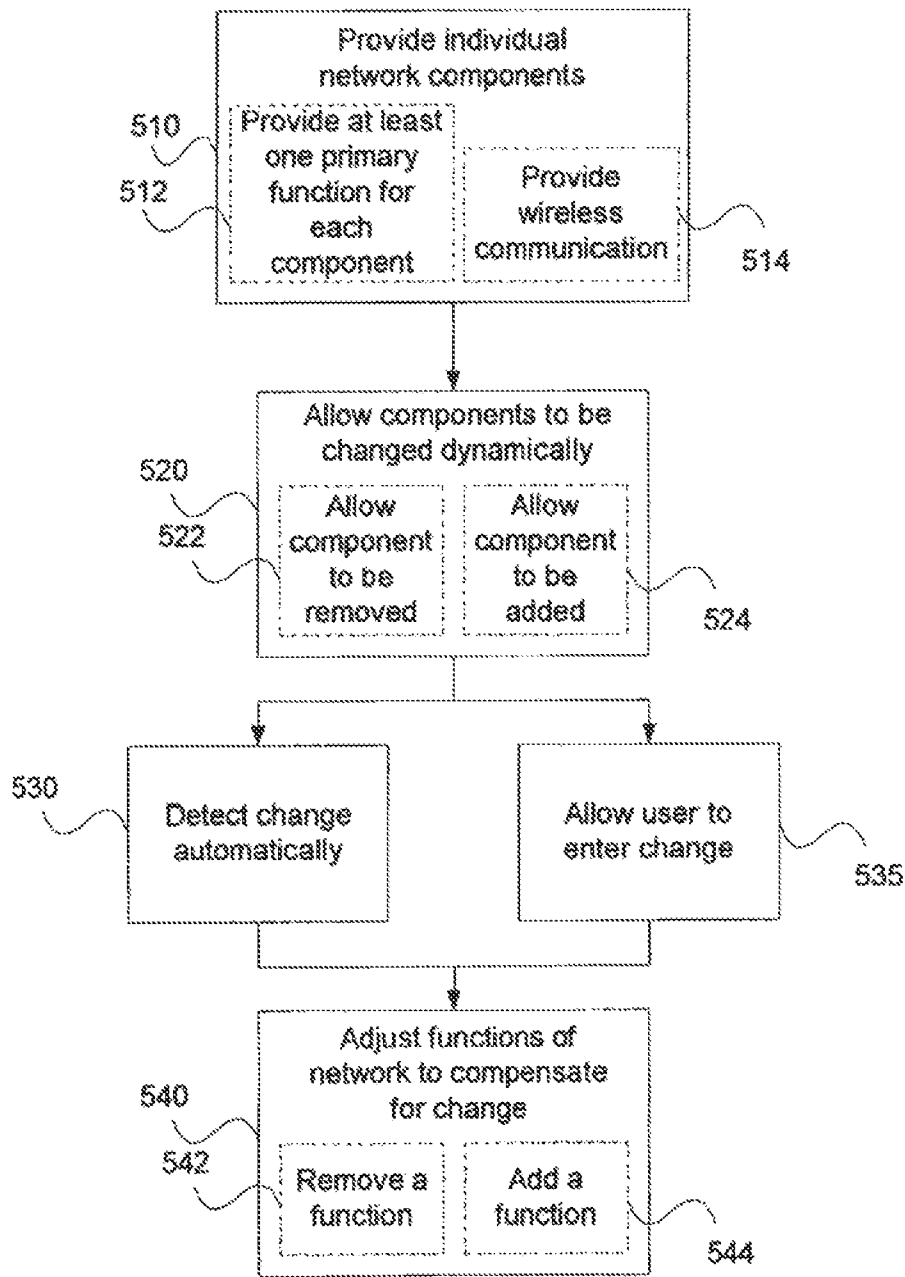 Provide individual
network components
510
512
Provide at least
one primary
function for
each
component
Provide
wireless
communication
514
Allow components to be
changed dynamically
520
522
Allow
component
to be
removed
Allow
component
to be
added
524
530
Detect change
automatically
Allow user to
enter change
535
Adjust functions of
network to compensate
for change
540
542
Remove a
function
Add a
function
544